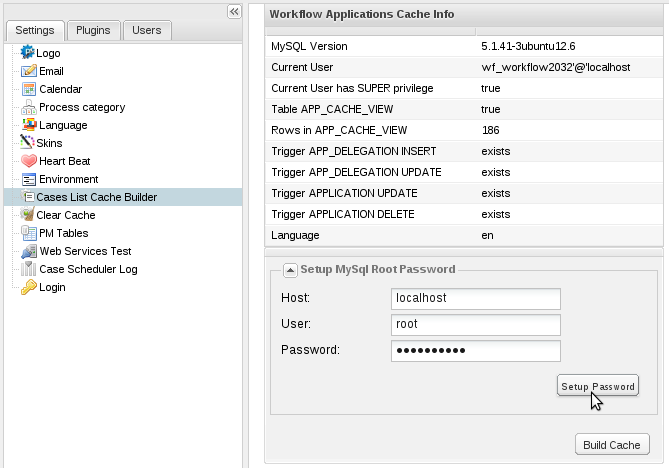 Settings
Plugins
Users
Logo
Email
Calendar
Process category
Language
Skins
Heart Beat
Environment
Cases List Cache Builder
Clear Cache
PM Tables
Web Services Test
Case Scheduler Log
Login
Workflow Applications Cache Info
MySQL Version 5.1.41-3ubuntu12.6
Current User wf_workflow2032'@'localhost
Current User has SUPER privilege true
Table APP_CACHE_VIEW true
Rows in APP_CACHE_VIEW 186
Trigger APP_DELEGATION INSERT exists
Trigger APP_DELEGATION UPDATE exists
Trigger APPLICATION UPDATE exists
Trigger APPLICATION DELETE exists
Language en
Setup MySql Root Password
Host: localhost
User: root
Password: ●●●●●●●●●●
Setup Password
Build Cache